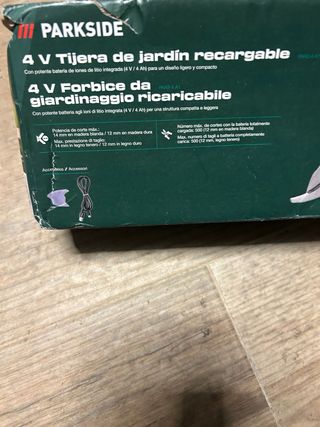 PARKSIDE
4 V Tijera de jardín recargable
Con potente batería de iones de litio integrada (4 V / 4 Ah) para un diseño ligero y compacto
4 V Forbice da
giardinaggio ricaricabile
Con potente batteria agli ioni di litio integrata (4 V / 4 Ah) per una struttura compatta e leggera
Potencia de corte máx.:
14 mm en madera blanda / 12 mm en madera dura
Max. prestazione di taglio:
14 mm in legno tenero / 12 mm in legno duro
Número máx. de cortes con la batería totalmente
cargada: 500 (12 mm en madera blanda)
Max. numero di tagli a batteria completamente
carica: 500 (12 mm, legno tenero)
Accesorios / Accessori